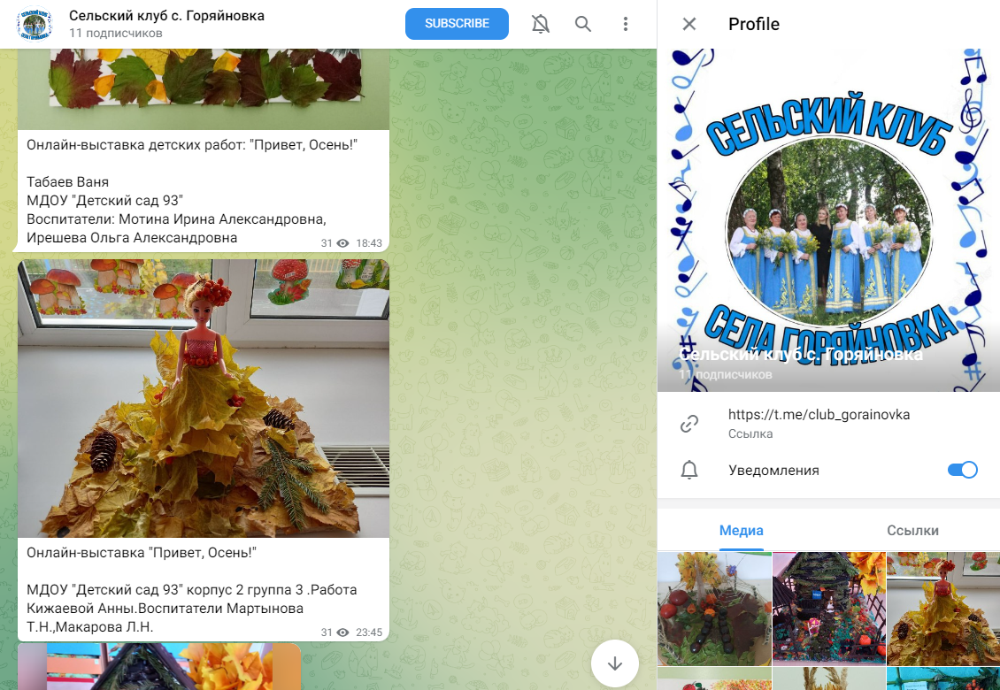 Сельский клуб с. Горяйновка
11 подписчиков
SUBSCRIBE
Онлайн-выставка детских работ: "Привет, Осень!"
Табаев Ваня
МДОУ "Детский сад 93"
Воспитатели: Мотина Ирина Александровна,
Ирешева Ольга Александровна
31 18:43
Онлайн-выставка "Привет, Осень!"
МДОУ "Детский сад 93" корпус 2 группа 3 .Работа
Кижаевой Анны.Воспитатели Мартынова
Т.Н.,Макарова Л.Н.
31 23:45
Profile
СЕЛЬСКИЙ КЛУБ
СЕЛА ГОРЯЙНОВКА
Сельский клуб с. Горяйновка
11 подписчиков
https://t.me/club_gorainovka
Ссылка
Уведомления
Медиа
Ссылки